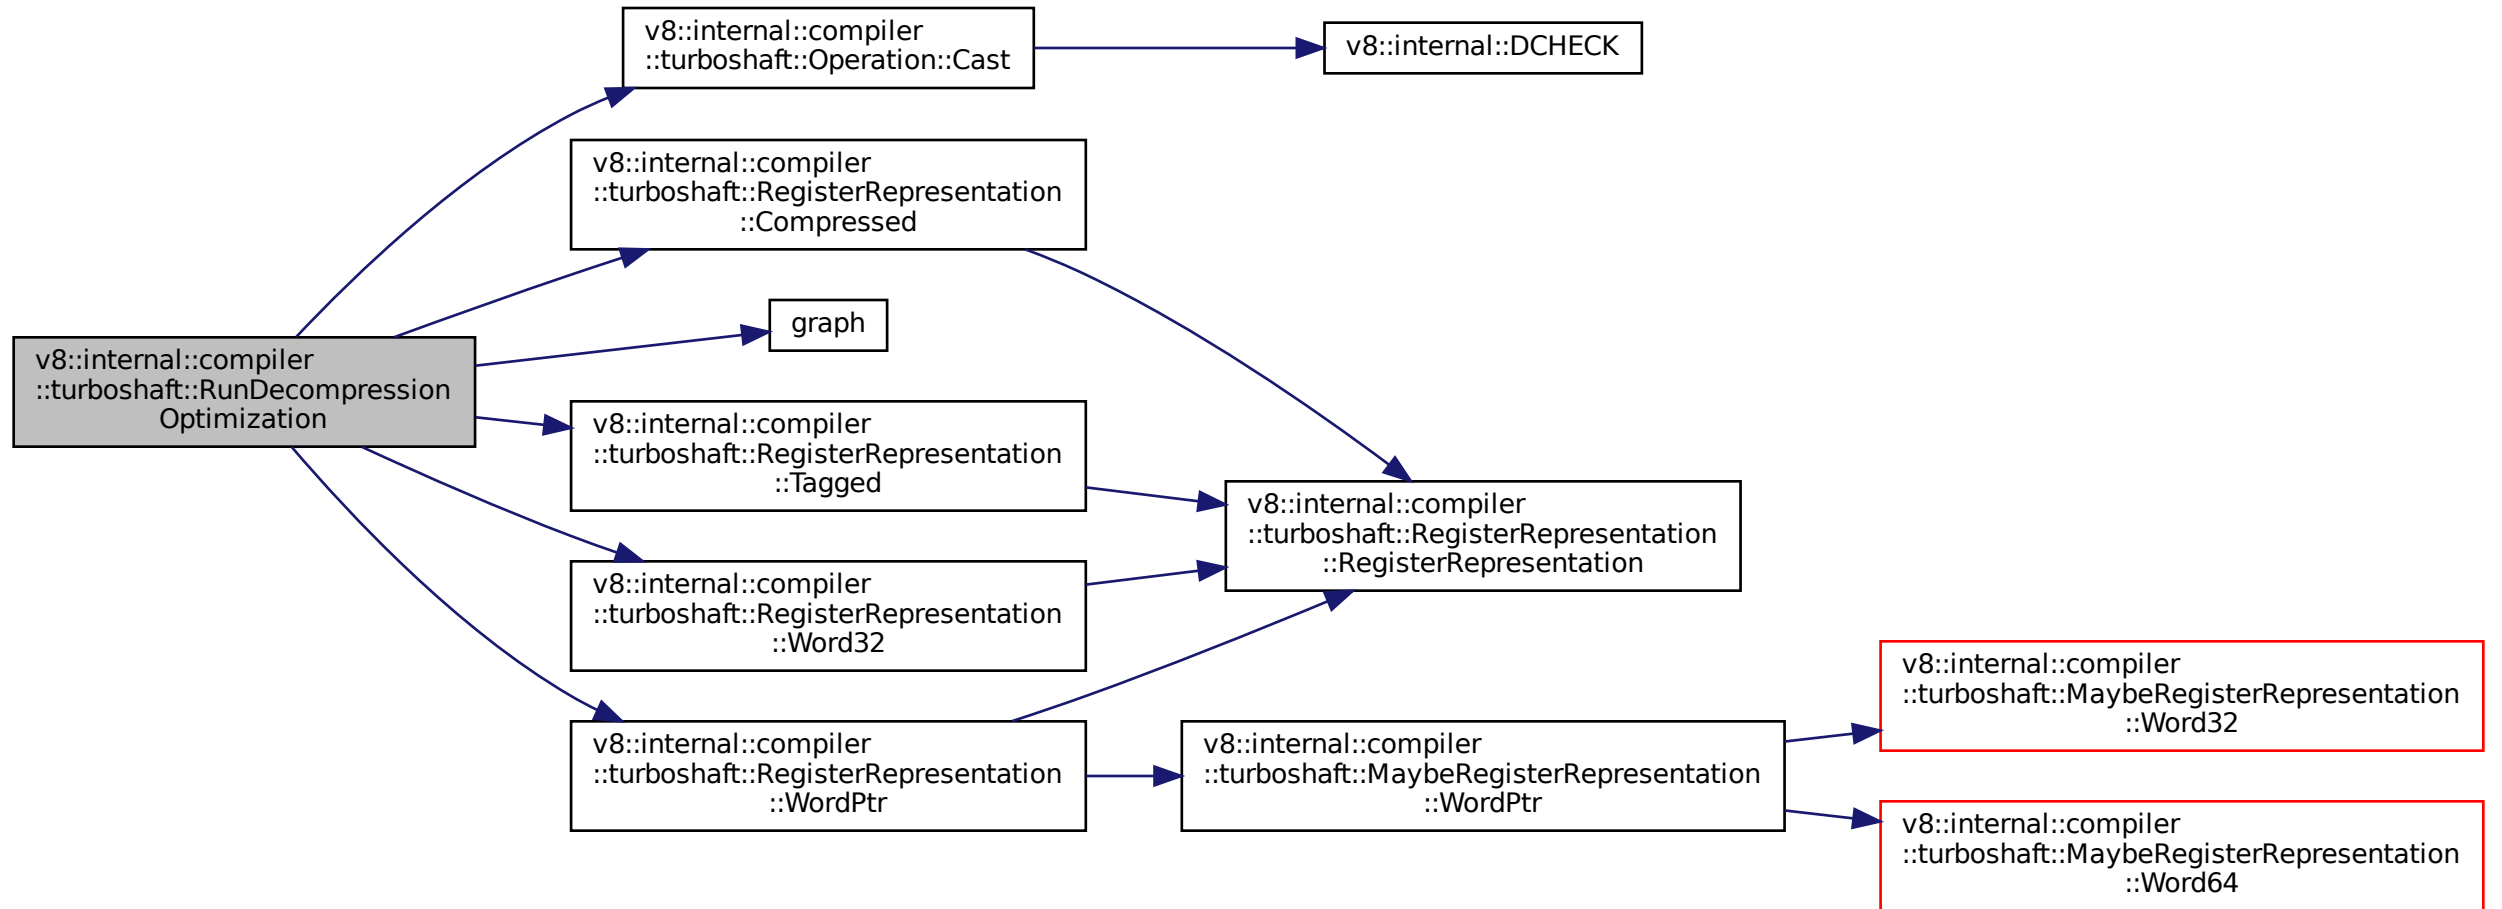 v8::internal::compiler
::turboshaft::Operation::Cast
v8::internal::DCHECK
v8::internal::compiler
::turboshaft::RegisterRepresentation
::Compressed
graph
v8::internal::compiler
::turboshaft::RunDecompression
Optimization
v8::internal::compiler
::turboshaft::RegisterRepresentation
::Tagged
v8::internal::compiler
::turboshaft::RegisterRepresentation
::RegisterRepresentation
v8::internal::compiler
::turboshaft::RegisterRepresentation
::Word32
v8::internal::compiler
::turboshaft::RegisterRepresentation
::WordPtr
v8::internal::compiler
::turboshaft::MaybeRegisterRepresentation
::WordPtr
v8::internal::compiler
::turboshaft::MaybeRegisterRepresentation
::Word32
v8::internal::compiler
::turboshaft::MaybeRegisterRepresentation
::Word64